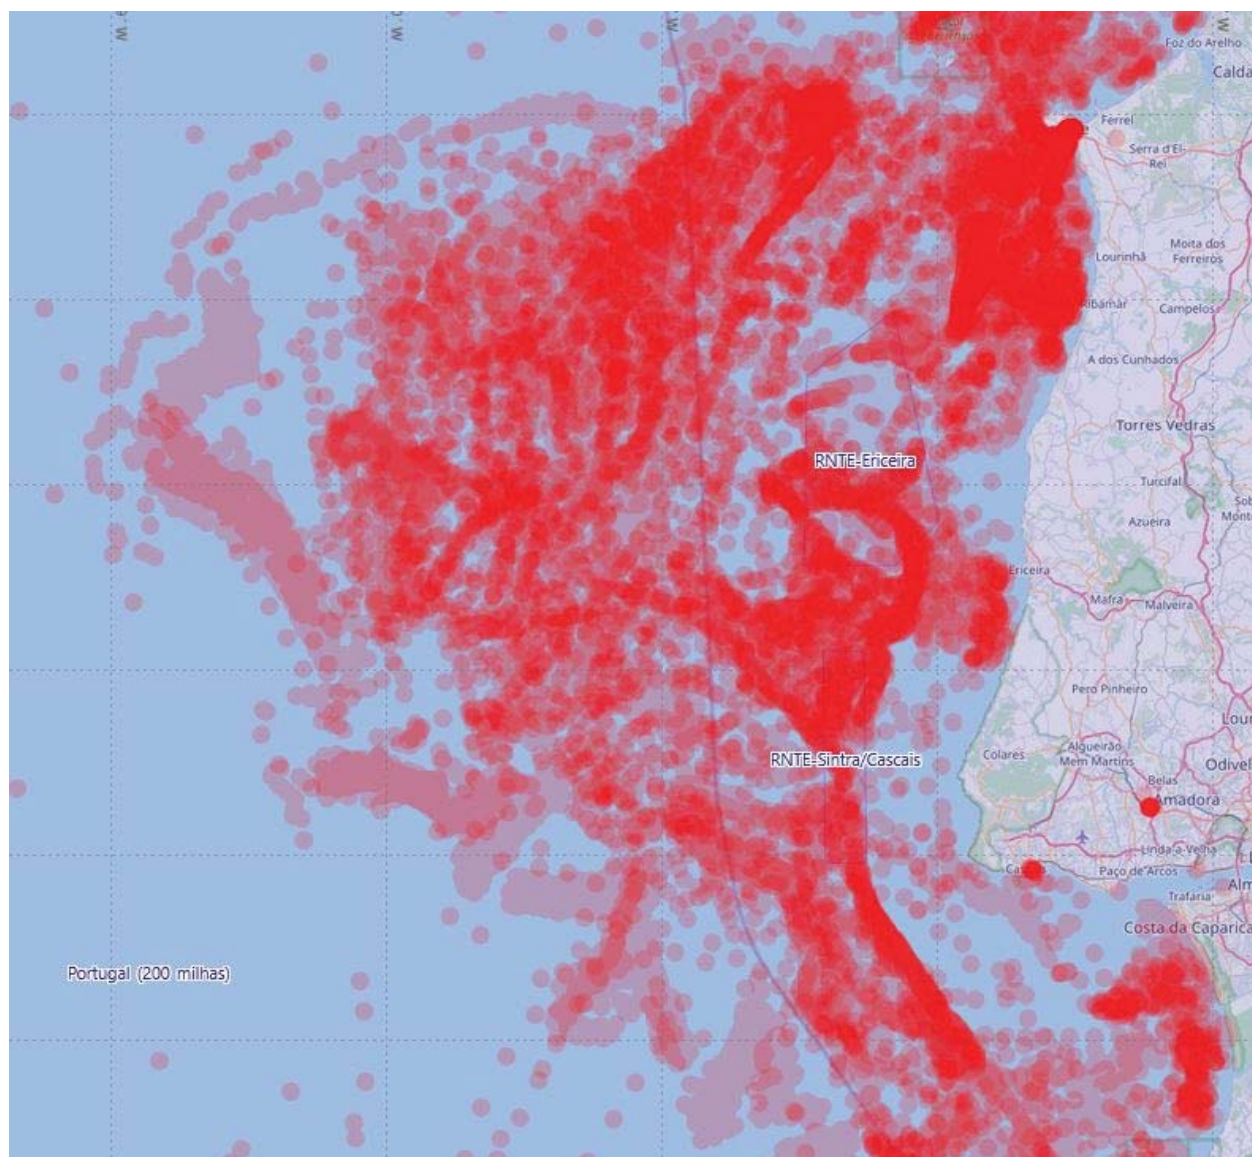 Foz do Arelho
Calda
Ferrel
Serra d'El-
Rei
Lourinhã
Moita dos
Ferreiros
Ribamar
Campelos
A dos Cunhados
Torres Vedras
RNTE-Ericeira
Turcifal
Azueira
Ericeira
Mafra
Malveira
Pero Pinheiro
Lour
Colares
Algueirão
Mem Martins
RNTE-Sintra/Cascais
Odivel
Belas
Amadora
Linda-a-Velha
Paço de Arcos
Alm
Trafaria
Costa da Caparica
Portugal (200 milhas)